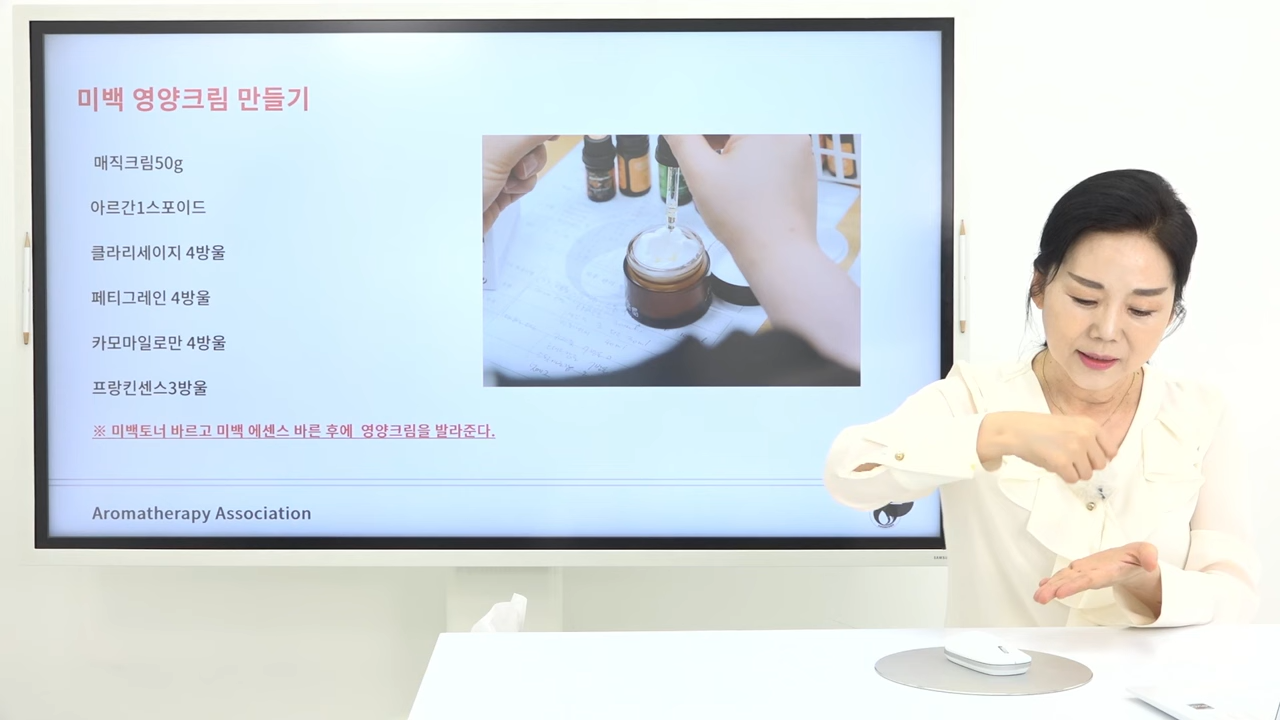 미백 영양크림 만들기
매직크림50g
아르간1스포이드
클라리세이지 4방울
페티그레인 4방울
카모마일로만 4방울
프랑킨센스3방울
※ 미백토너 바르고 미백 에센스 바른 후에 영양크림을 발라준다.
Aromatherapy Association